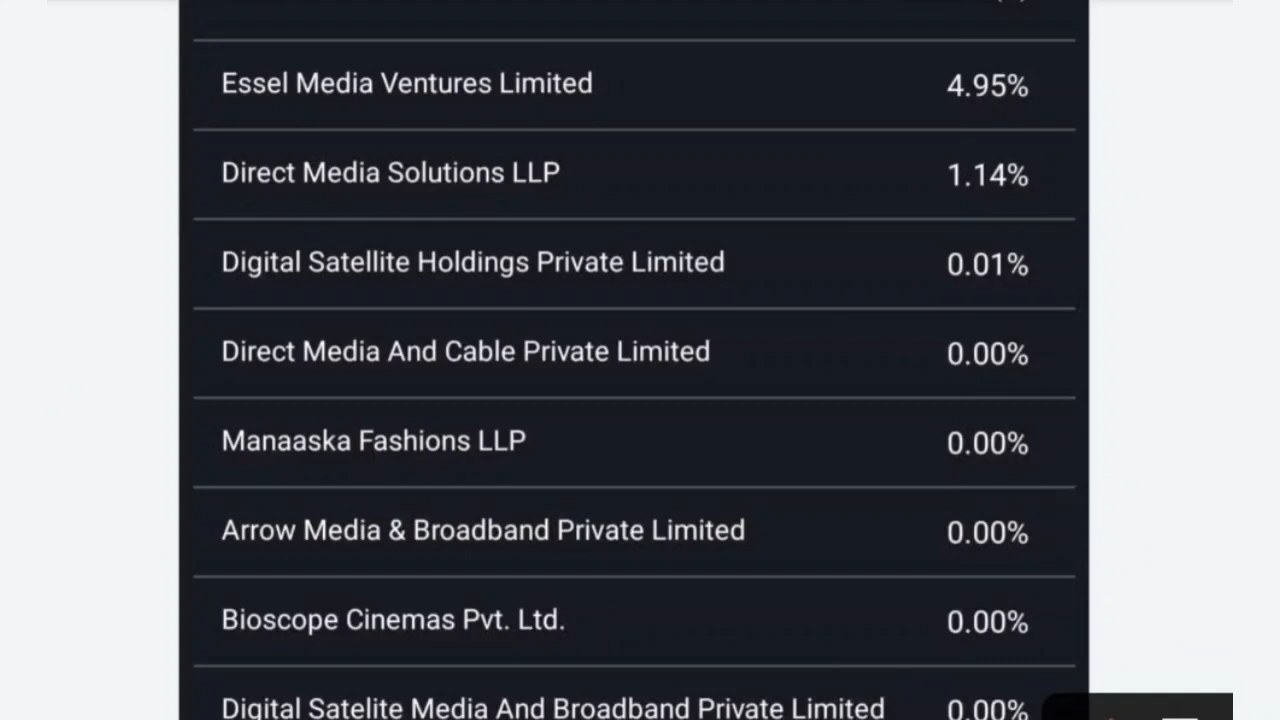 Essel Media Ventures Limited 4.95%
Direct Media Solutions LLP 1.14%
Digital Satellite Holdings Private Limited 0.01%
Direct Media And Cable Private Limited 0.00%
Manaaska Fashions LLP 0.00%
Arrow Media & Broadband Private Limited 0.00%
Bioscope Cinemas Pvt. Ltd. 0.00%
Digital Satelite Media And Broadband Private Limited 0.00%